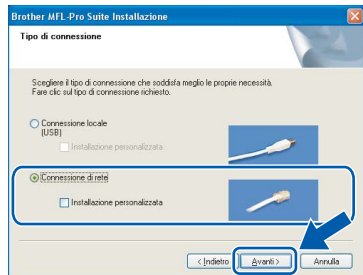 Brother MFL-Pro Suite Installazione
Tipo di connessione
Scegliere il tipo di connessione che soddisfa meglio le proprie necessità.
Fare clic sul tipo di connessione richiesto.
Connessione locale
(USB)
Installazione personalizzata
Connessione di rete
Installazione personalizzata
< Indietro
Avanti >
Annulla